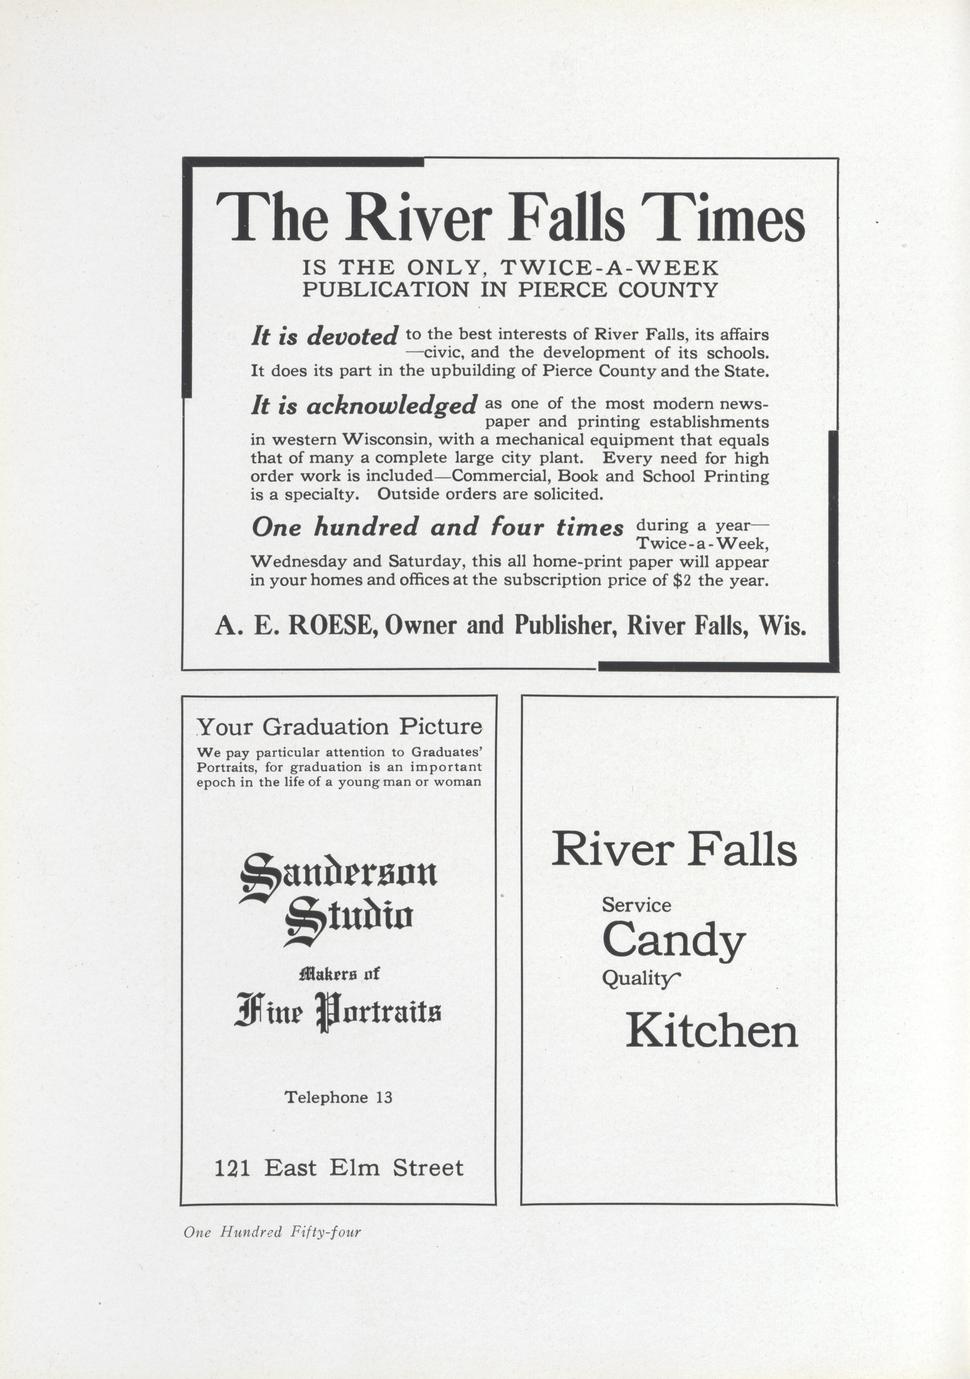 The River Falls Times
IS THE ONLY, TWICE-A-WEEK
PUBLICATION IN PIERCE COUNTY
It is devoted to the best interests of River Falls, its affairs
—civic, and the development of its schools.
It does its part in the upbuilding of Pierce County and the State.
It is acknowledged as one of the most modern news-
paper and printing establishments
in western Wisconsin, with a mechanical equipment that equals
that of many a complete large city plant. Every need for high
order work is included—Commercial, Book and School Printing
is a specialty. Outside orders are solicited.
One hundred and four times during a year—
Twice-a-Week,
Wednesday and Saturday, this all home-print paper will appear
in your homes and offices at the subscription price of $2 the year.
A. E. ROESE, Owner and Publisher, River Falls, Wis.
Your Graduation Picture
We pay particular attention to Graduates'
Portraits, for graduation is an important
epoch in the life of a young man or woman
Sanderson
Studio
Makers of
Fine Portraits
Telephone 13
121 East Elm Street
River Falls
Service
Candy
Quality
Kitchen
One Hundred Fifty-four